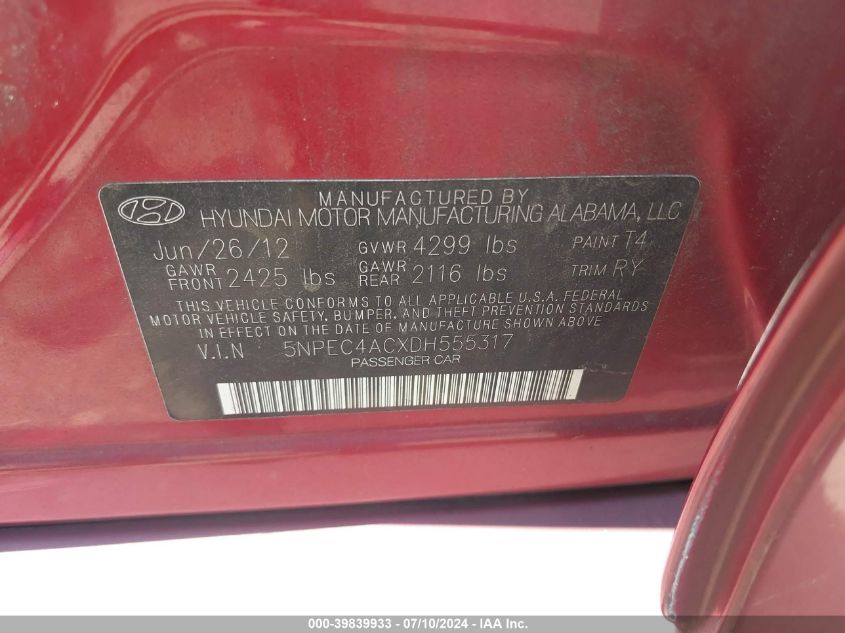 MANUFACTURED BY
HYUNDAI MOTOR MANUFACTURING ALABAMA, LLC
Jun/26/12 GVWR 4299 lbs PAINT T4
GAWR FRONT 2425 lbs GAWR REAR 2116 lbs TRIM RY
THIS VEHICLE CONFORMS TO ALL APPLICABLE U.S.A. FEDERAL
MOTOR VEHICLE SAFETY, BUMPER, AND THEFT PREVENTION STANDARDS
IN EFFECT ON THE DATE OF MANUFACTURE SHOWN ABOVE
V.I.N 5NPEC4ACXDH555317
PASSENGER CAR
000-39839933 - 07/10/2024 - IAA Inc.